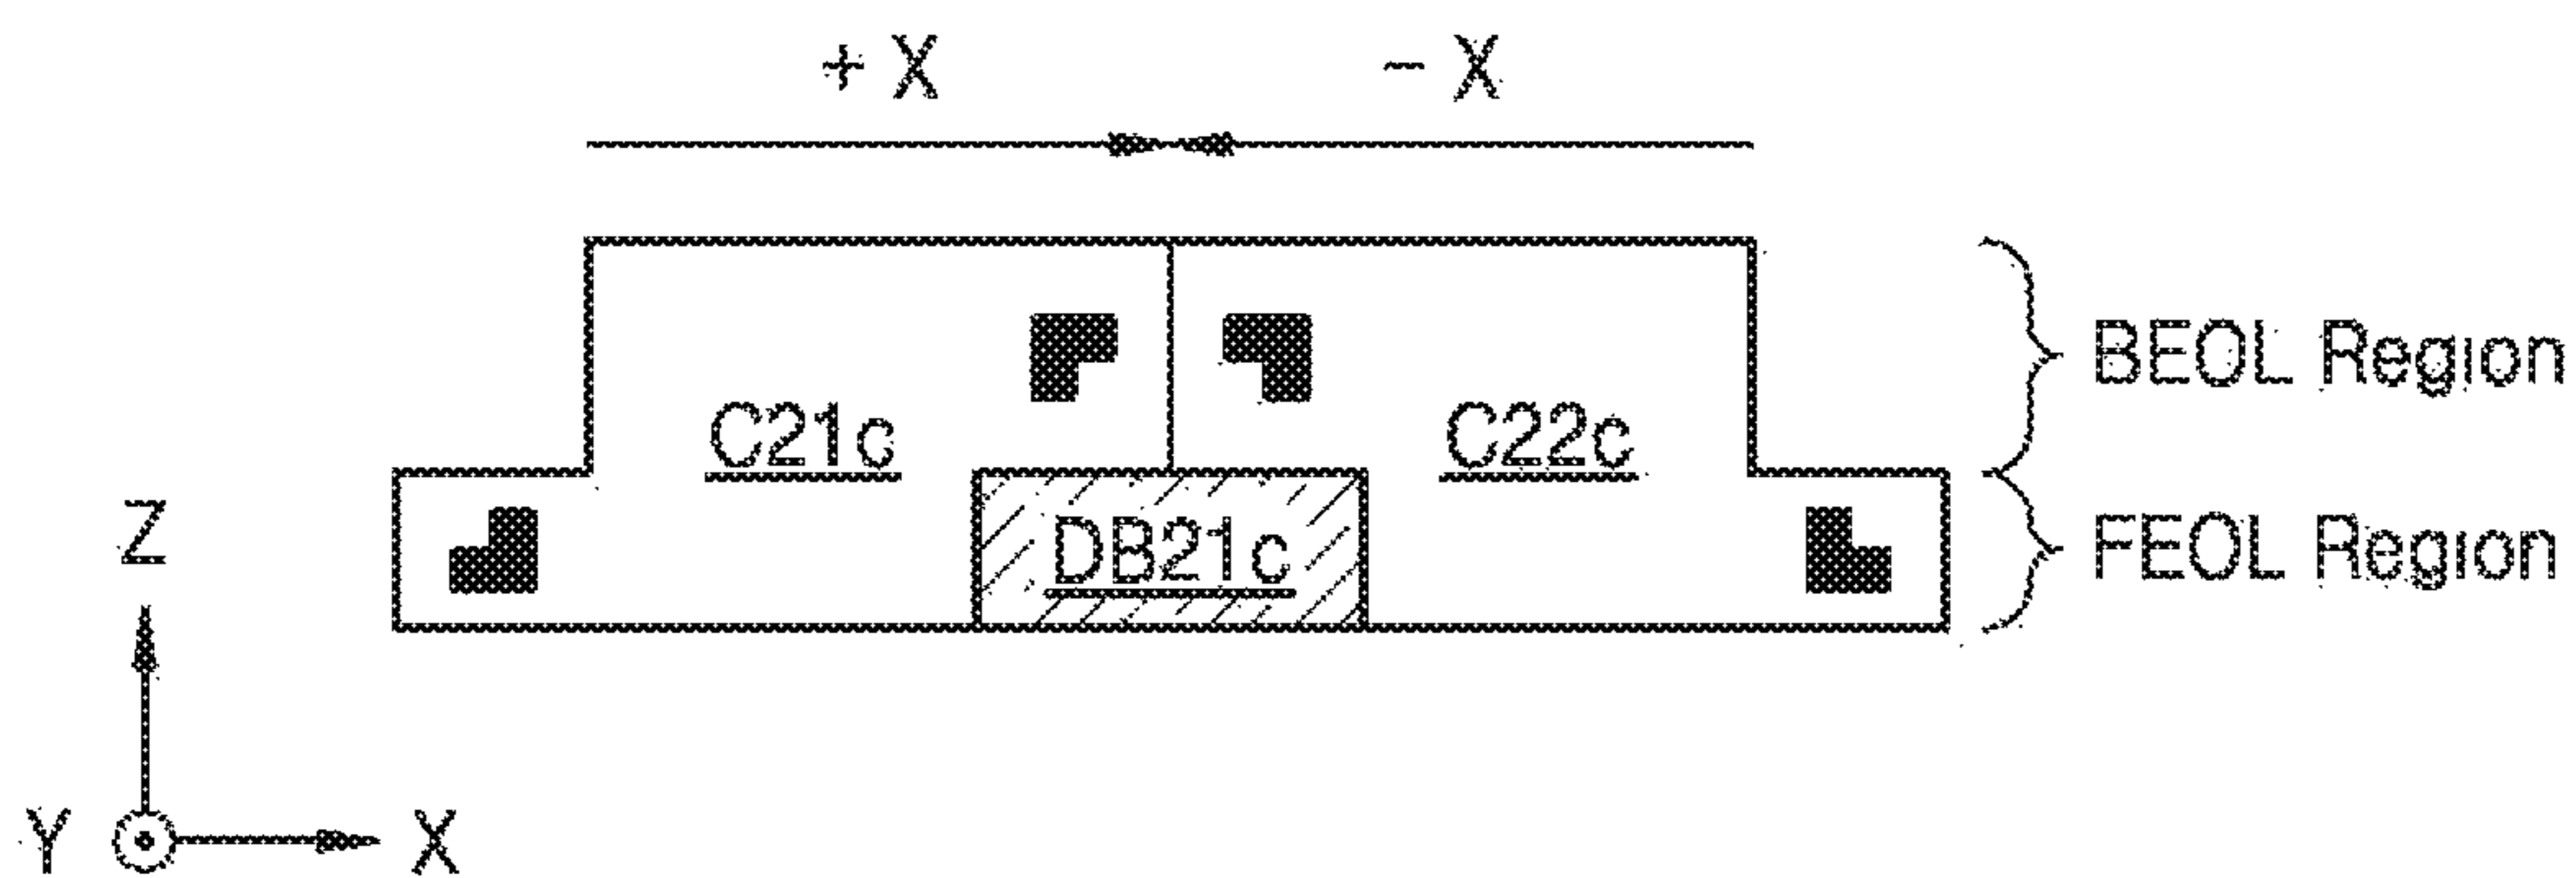 + X
- X
BEOL Region
C21c
C22c
DB21c
FEOL Region
Z
Y
X